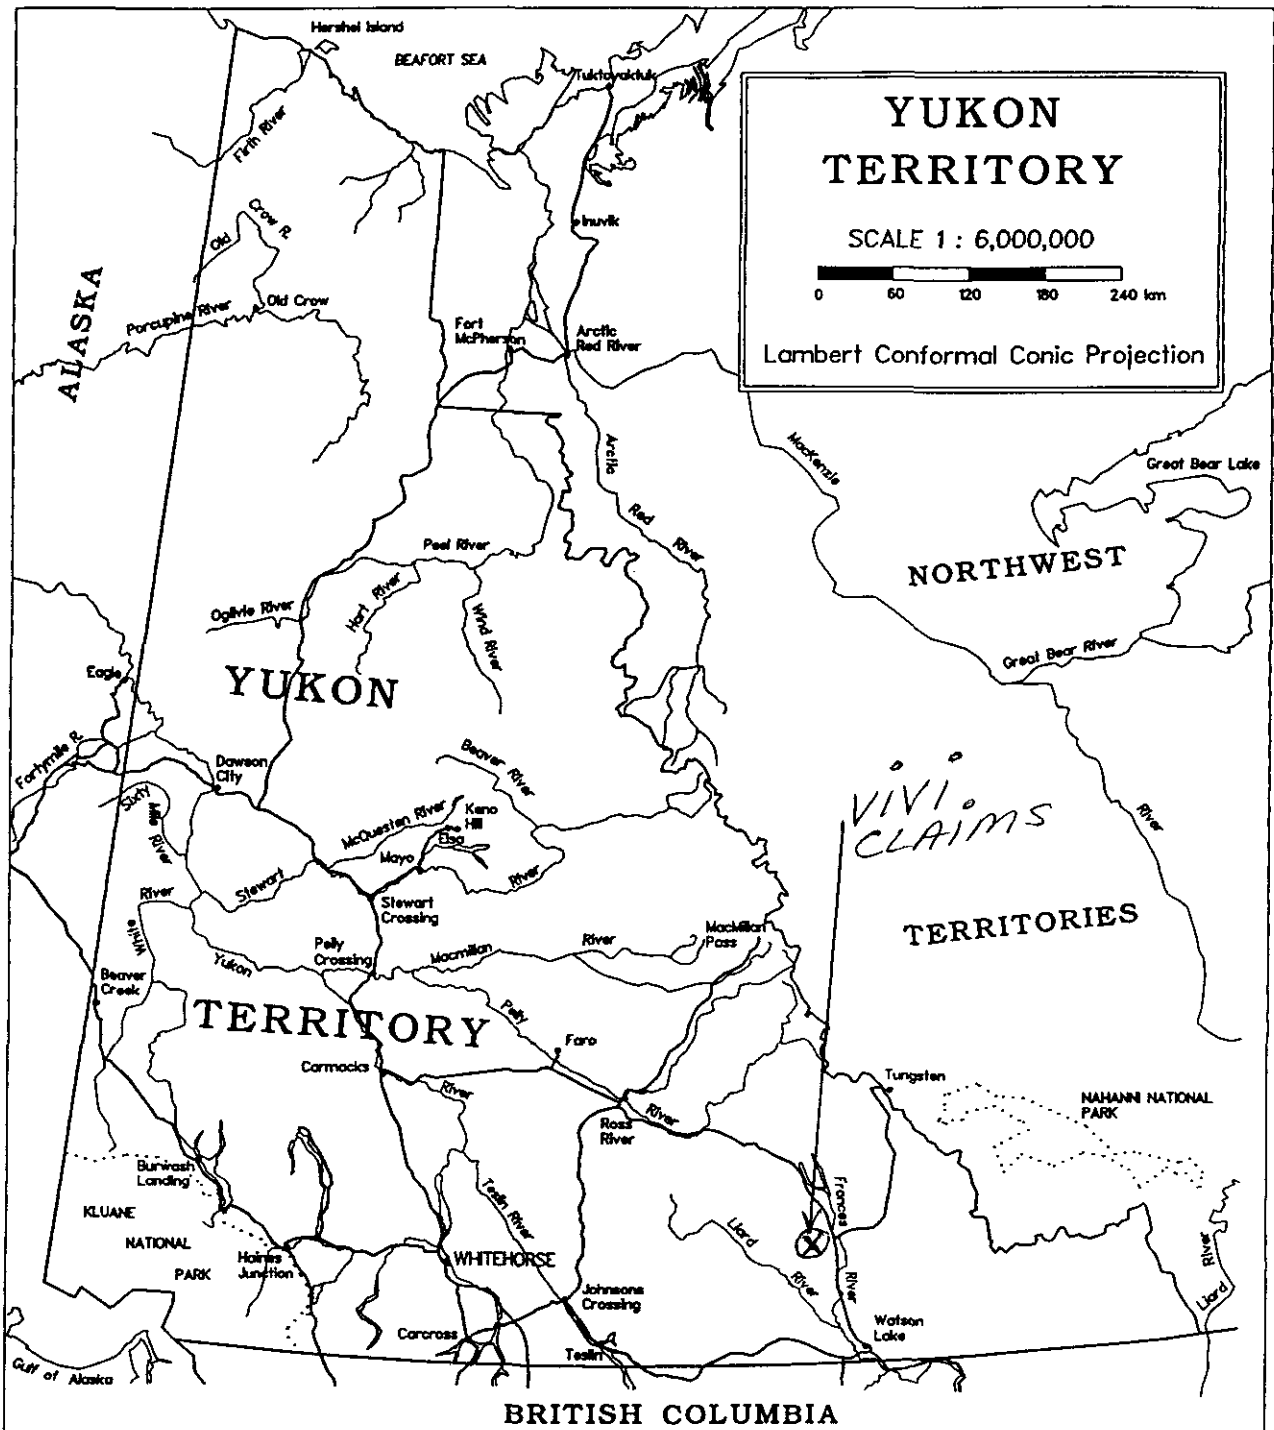 Hershel Island
BEAFORT SEA
Tuktoyaktuk
YUKON
TERRITORY
SCALE 1 : 6,000,000
0 60 120 180 240 km
Lambert Conformal Conic Projection
Firth River
Old Crow R.
Inuvik
ALASKA
Porcupine River
Old Crow
Fort
McPherson
Arctic
Red River
Arctic Red River
MacKenzie
Great Bear Lake
NORTHWEST
Peel River
Ogilvie River
Hart River
Wind River
Great Bear River
Eagle
YUKON
Fortymile R.
Dawson
City
Beaver River
Sixty Mile River
McQuesten River
Keno
Hill
Elsa
Mayo
River
VIVI
CLAIMS
River
Stewart
River
White
Stewart
Crossing
MacMillan
Pass
TERRITORIES
Pelly
Crossing
Macmillan River
Yukon
Beaver
Creek
TERRITORY
Pelly
Faro
Carmacks
River
Ross
River
River
Tungsten
NAHANNI NATIONAL
PARK
Burwash
Landing
Teslin River
Frances
River
KLUANE
NATIONAL
PARK
Haines
Junction
WHITEHORSE
Liard
River
X
Liard
River
Johnsons
Crossing
Carcross
Teslin
Watson
Lake
Gulf of Alaska
BRITISH COLUMBIA